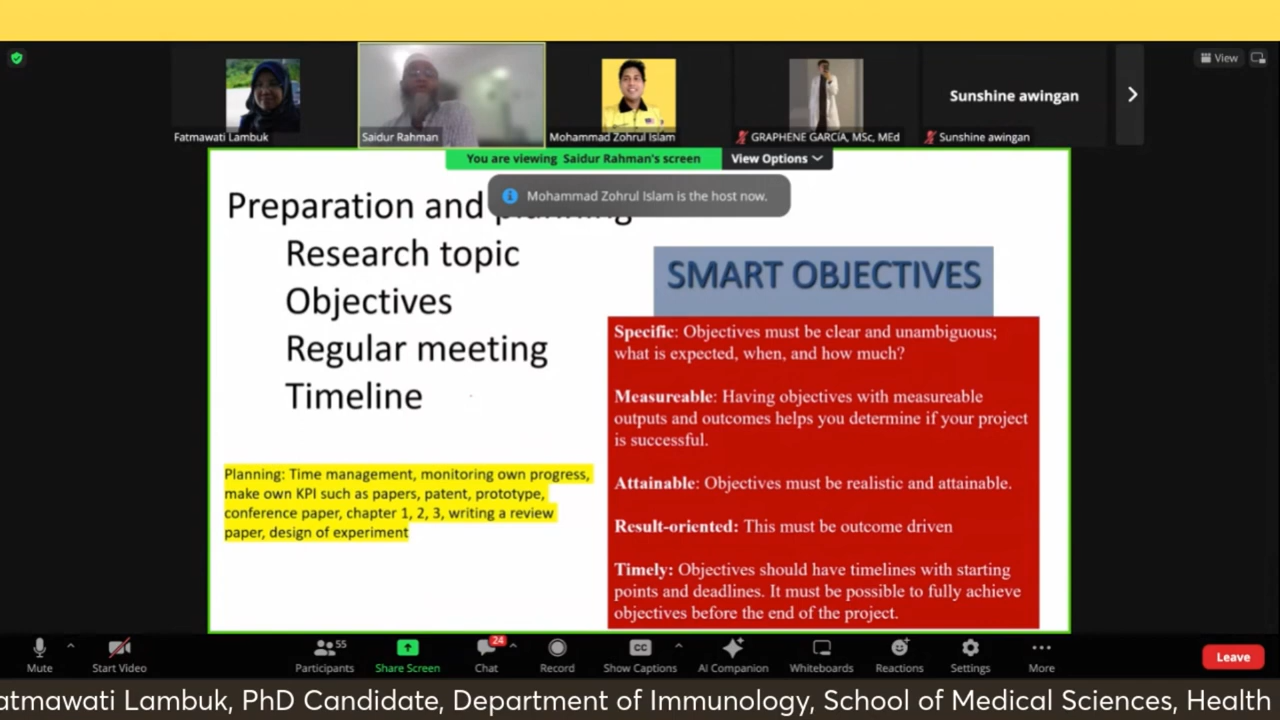 View
Sunshine awingan
Fatmawati Lambuk
Saidur Rahman
Mohammad Zohrul Islam
GRAPHENE GARCÍA, MSc, MEd
Sunshine awingan
You are viewing Saidur Rahman's screen
View Options
Mohammad Zohrul Islam is the host now.
Preparation and planning
Research topic
Objectives
Regular meeting
Timeline
Planning: Time management, monitoring own progress,
make own KPI such as papers, patent, prototype,
conference paper, chapter 1, 2, 3, writing a review
paper, design of experiment
SMART OBJECTIVES
Specific: Objectives must be clear and unambiguous;
what is expected, when, and how much?
Measureable: Having objectives with measureable
outputs and outcomes helps you determine if your project
is successful.
Attainable: Objectives must be realistic and attainable.
Result-oriented: This must be outcome driven
Timely: Objectives should have timelines with starting
points and deadlines. It must be possible to fully achieve
objectives before the end of the project.
55
24
CC
Mute
Start Video
Participants
Share Screen
Chat
Record
Show Captions
AI Companion
Whiteboards
Reactions
Settings
More
Leave
atmawati Lambuk, PhD Candidate, Department of Immunology, School of Medical Sciences, Health